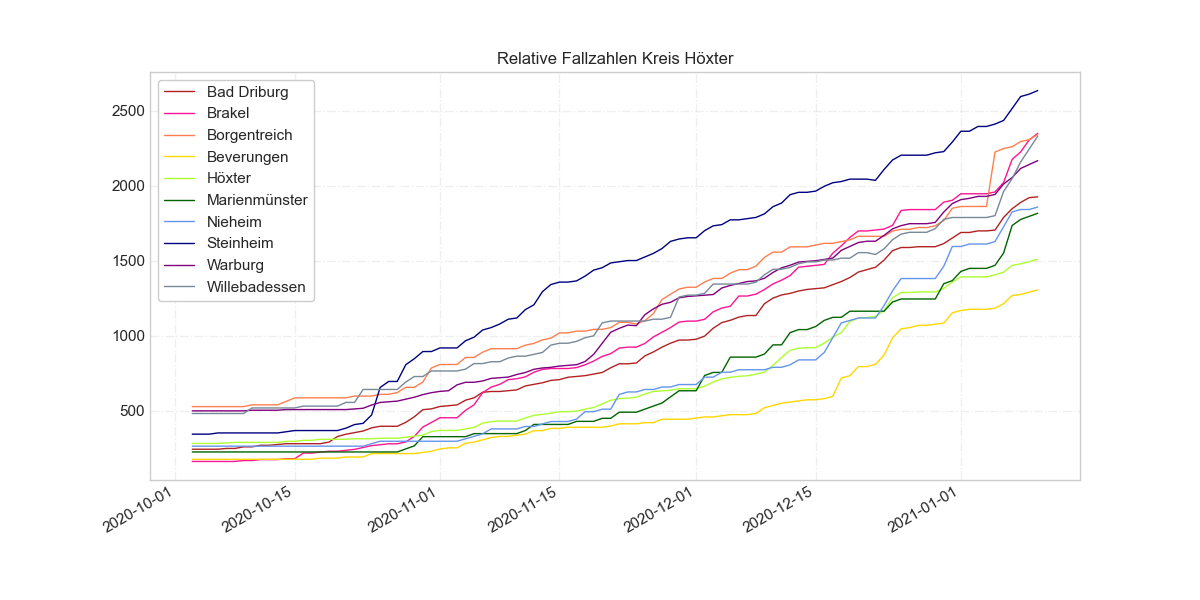 Relative Fallzahlen Kreis Höxter
2500
2000
1500
1000
500
Bad Driburg
Brakel
Borgentreich
Beverungen
Höxter
Marienmünster
Nieheim
Steinheim
Warburg
Willebadessen
2020-10-01
2020-10-15
2020-11-01
2020-11-15
2020-12-01
2020-12-15
2021-01-01